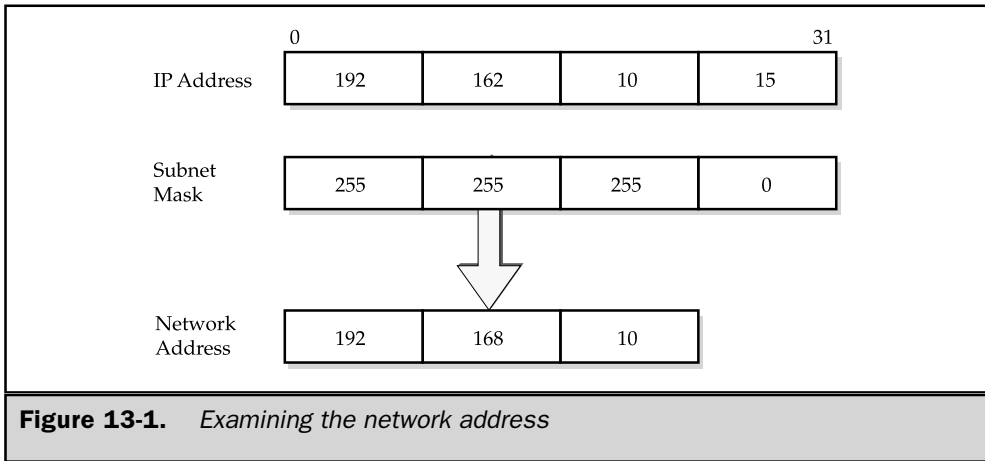 0 31
IP Address 192 162 10 15
Subnet
Mask 255 255 255 0
Network
Address 192 168 10
Figure 13-1. Examining the network address